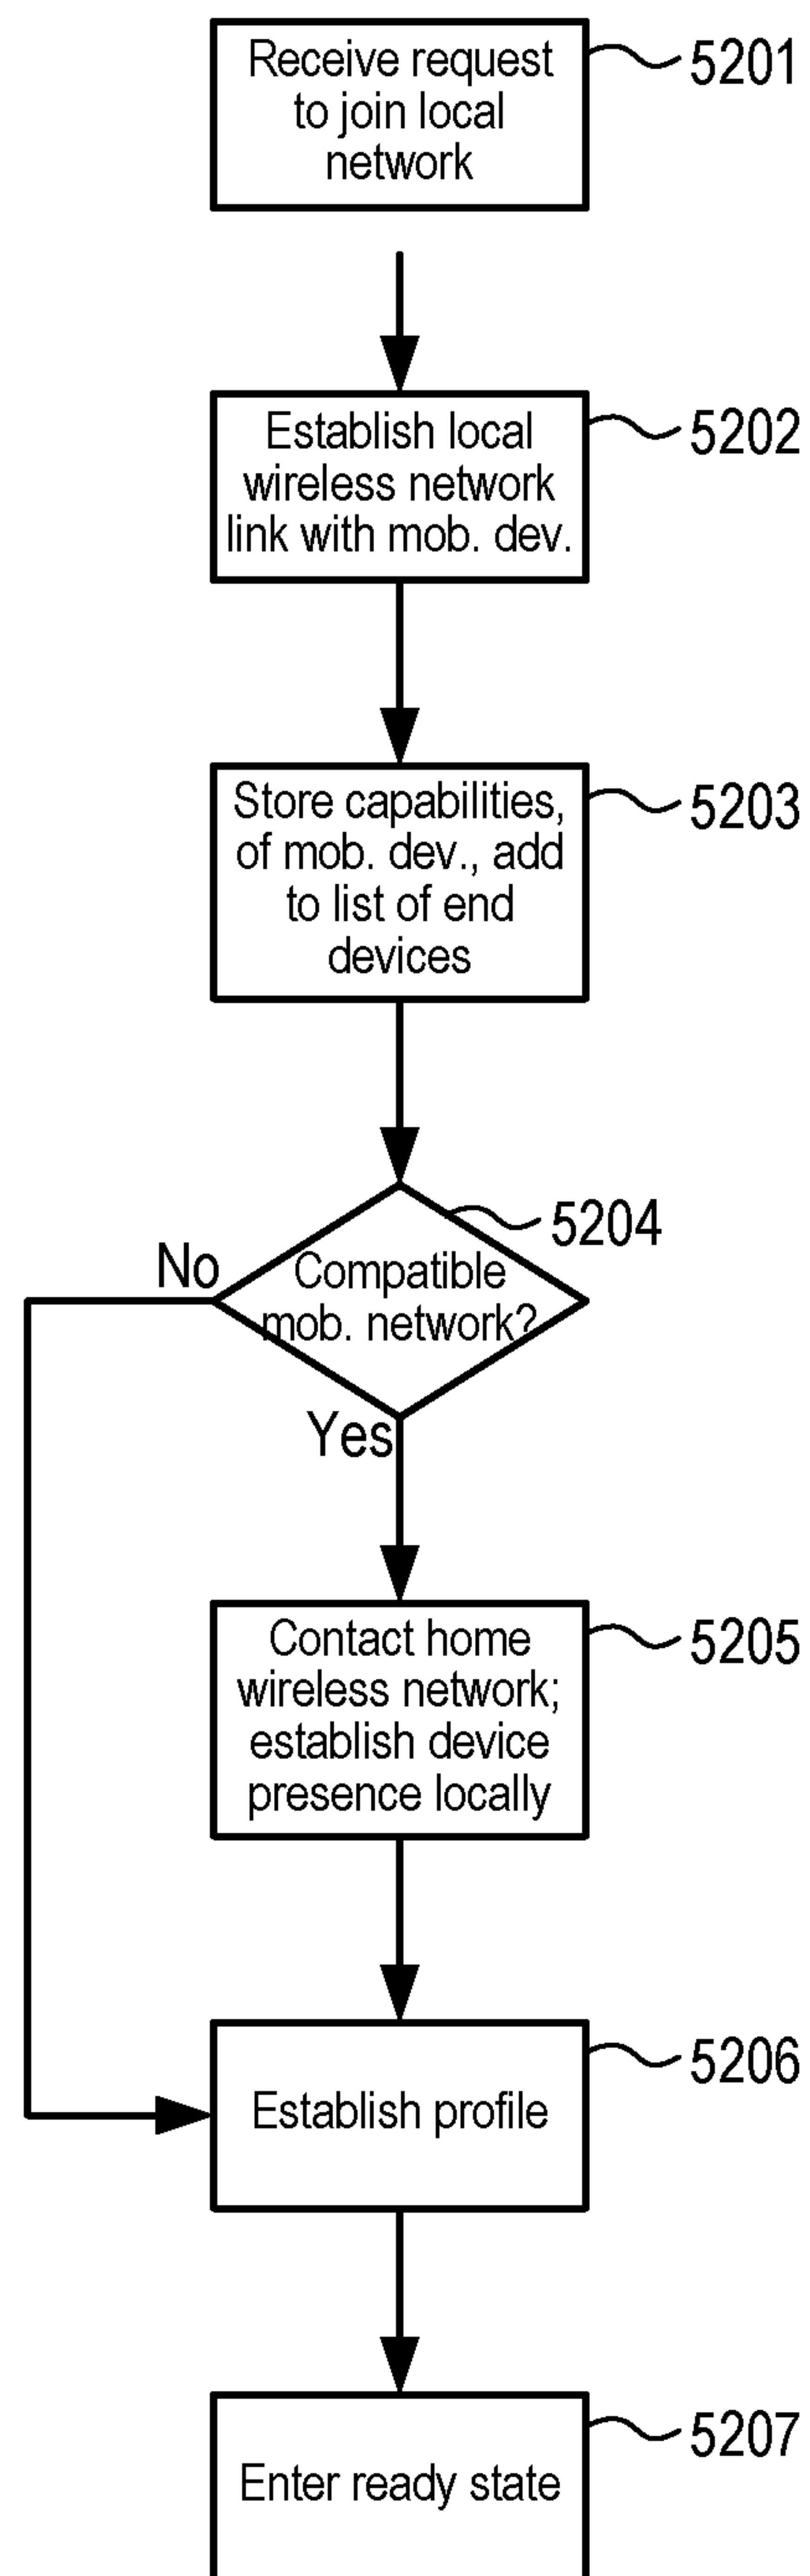 Receive request
to join local
network
5201
Establish local
wireless network
link with mob. dev.
5202
Store capabilities,
of mob. dev., add
to list of end
devices
5203
5204
No
Compatible
mob. network?
Yes
Contact home
wireless network;
establish device
presence locally
5205
Establish profile
5206
Enter ready state
5207